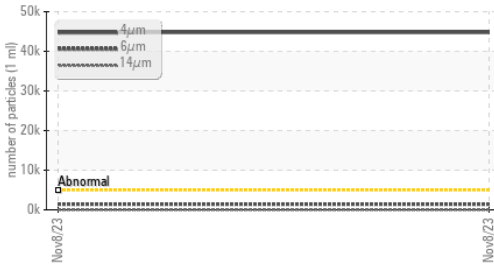 50k
4µm
6µm
14µm
40k
30k
20k
10k
0k
number of particles (1 ml)
Abnormal
Nov8/23
Nov8/23